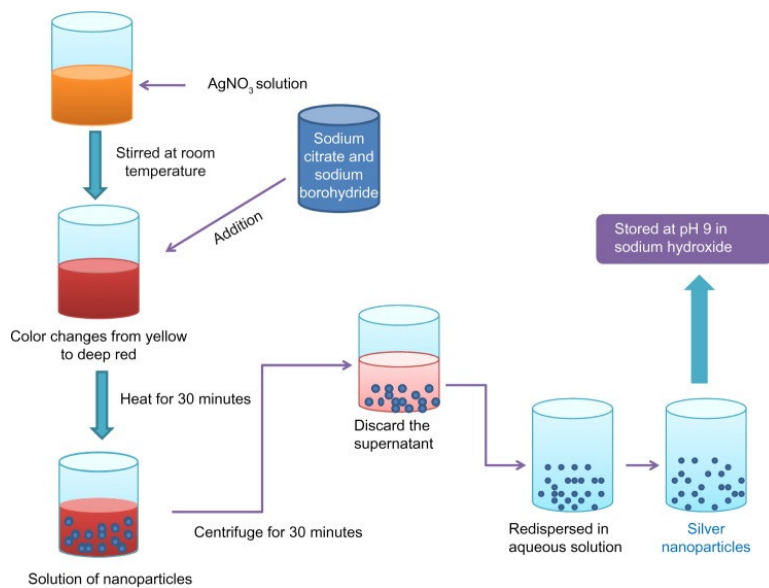 AgNO₃ solution
Stirred at room
temperature
Sodium
citrate and
sodium
borohydride
Addition
Color changes from yellow
to deep red
Heat for 30 minutes
Solution of nanoparticles
Centrifuge for 30 minutes
Discard the
supernatant
Redispersed in
aqueous solution
Silver
nanoparticles
Stored at pH 9 in
sodium hydroxide